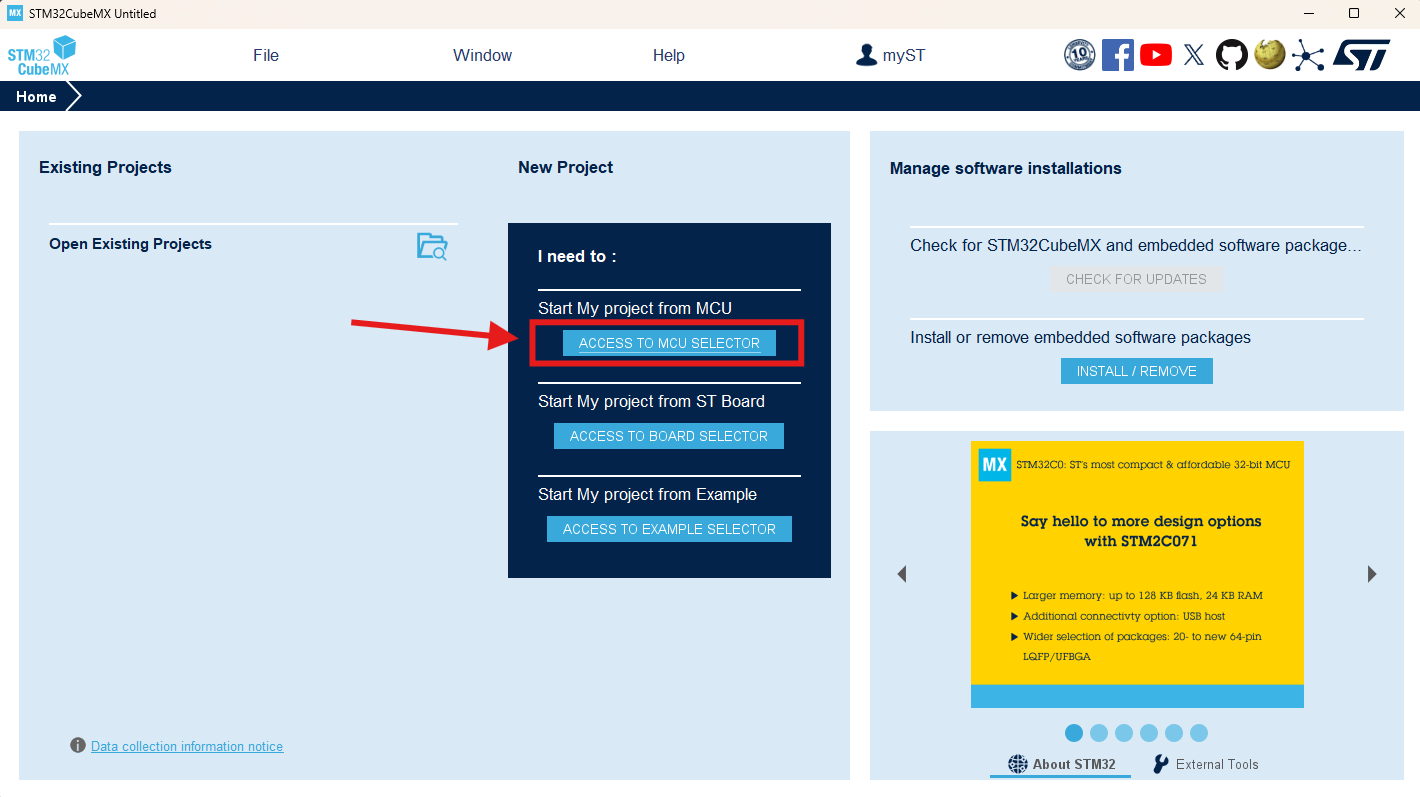 MX STM32CubeMX Untitled
STM32
CubeMX
File
Window
Help
myST
10
ST
Home
Existing Projects
Open Existing Projects
Data collection information notice
New Project
I need to :
Start My project from MCU
ACCESS TO MCU SELECTOR
Start My project from ST Board
ACCESS TO BOARD SELECTOR
Start My project from Example
ACCESS TO EXAMPLE SELECTOR
Manage software installations
Check for STM32CubeMX and embedded software package...
CHECK FOR UPDATES
Install or remove embedded software packages
INSTALL / REMOVE
MX STM32C0: ST's most compact & affordable 32-bit MCU
Say hello to more design options
with STM2C071
Larger memory: up to 128 KB flash, 24 KB RAM
Additional connectivty option: USB host
Wider selection of packages: 20- to new 64-pin
LQFP/UFBGA
About STM32
External Tools